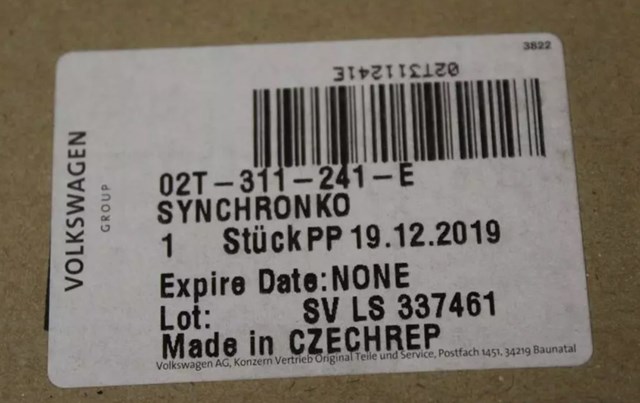 3822
02T311241E
02T-311-241-E
SYNCHRONKO
1 Stück PP 19.12.2019
Expire Date:NONE
Lot: SV LS 337461
Made in CZECHREP
Volkswagen AG, Konzern Vertrieb Original Teile und Service, Postfach 1451, 34219 Baunatal
VOLKSWAGEN
GROUP